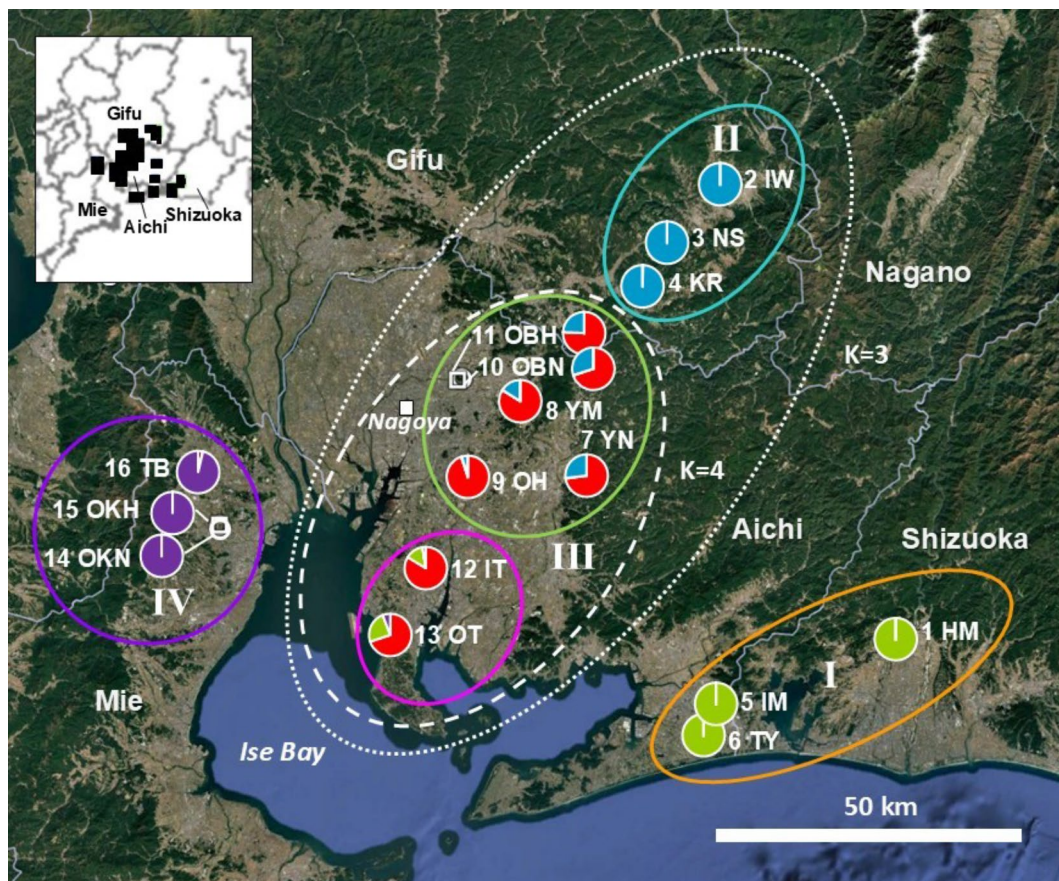 Gifu
Mie
Aichi
Shizuoka
Gifu
II
2 IW
3 NS
4 KR
Nagano
11 OBH
10 OBN
K=3
Nagoya
8 YM
7 YN
16 TB
9 OH
K=4
15 OKH
Aichi
Shizuoka
14 OKN
III
12 IT
IV
13 OT
1 HM
I
Mie
5 IM
6 TY
Ise Bay
50 km